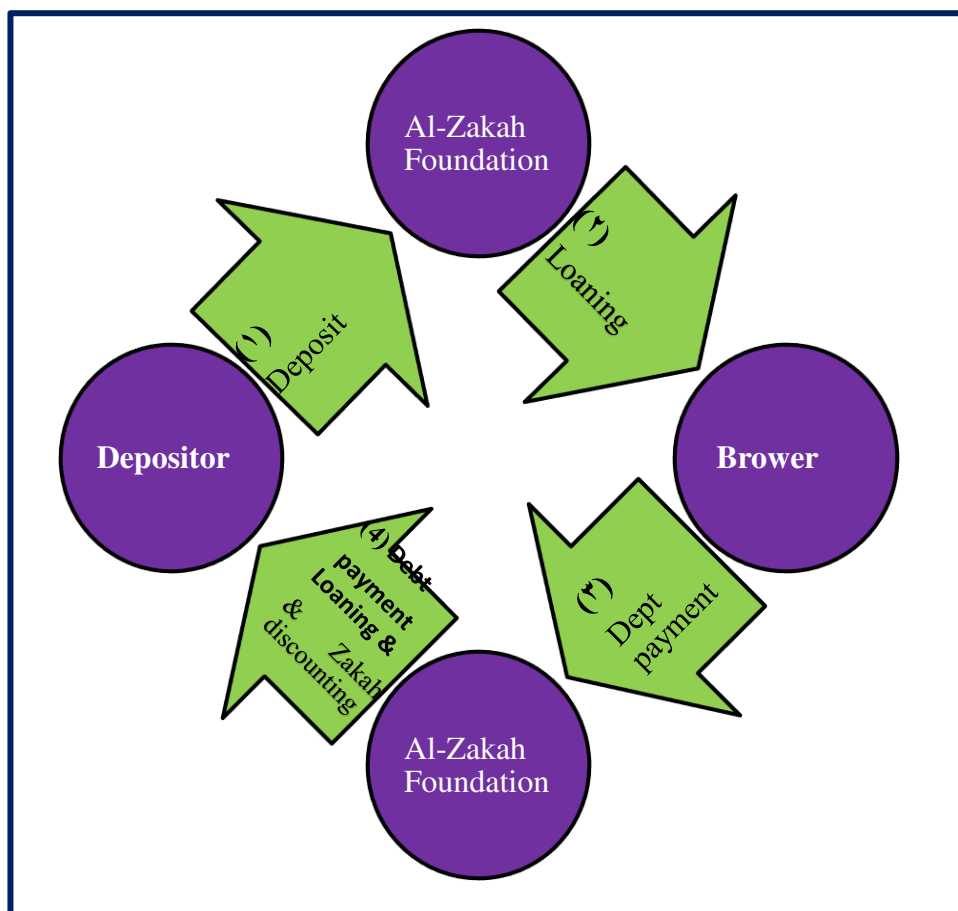 Al-Zakah
Foundation
(١)
Deposit
(٢)
Loaning
Depositor
Brower
(٣)
Dept
payment
(4) Debt
payment
Loaning &
& Zakah
discounting
Al-Zakah
Foundation